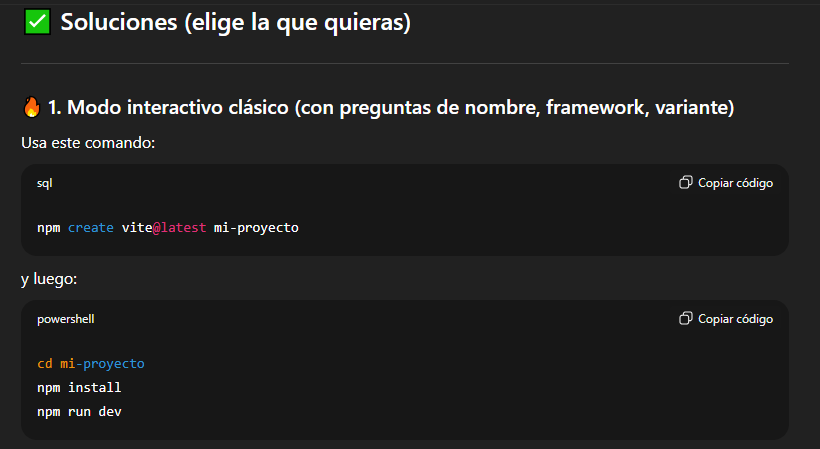 ✅ Soluciones (elige la que quieras)
🔥 1. Modo interactivo clásico (con preguntas de nombre, framework, variante)
Usa este comando:
sql Copiar código
npm create vite@latest mi-proyecto
y luego:
powershell Copiar código
cd mi-proyecto
npm install
npm run dev